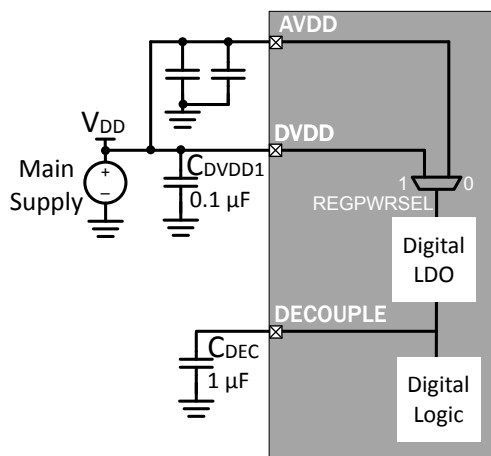 AVDD
VDD
DVDD
Main
Supply
+
−
CDVDD1
0.1 µF
1
0
REGPWRSEL
Digital
LDO
DECOUPLE
CDEC
1 µF
Digital
Logic